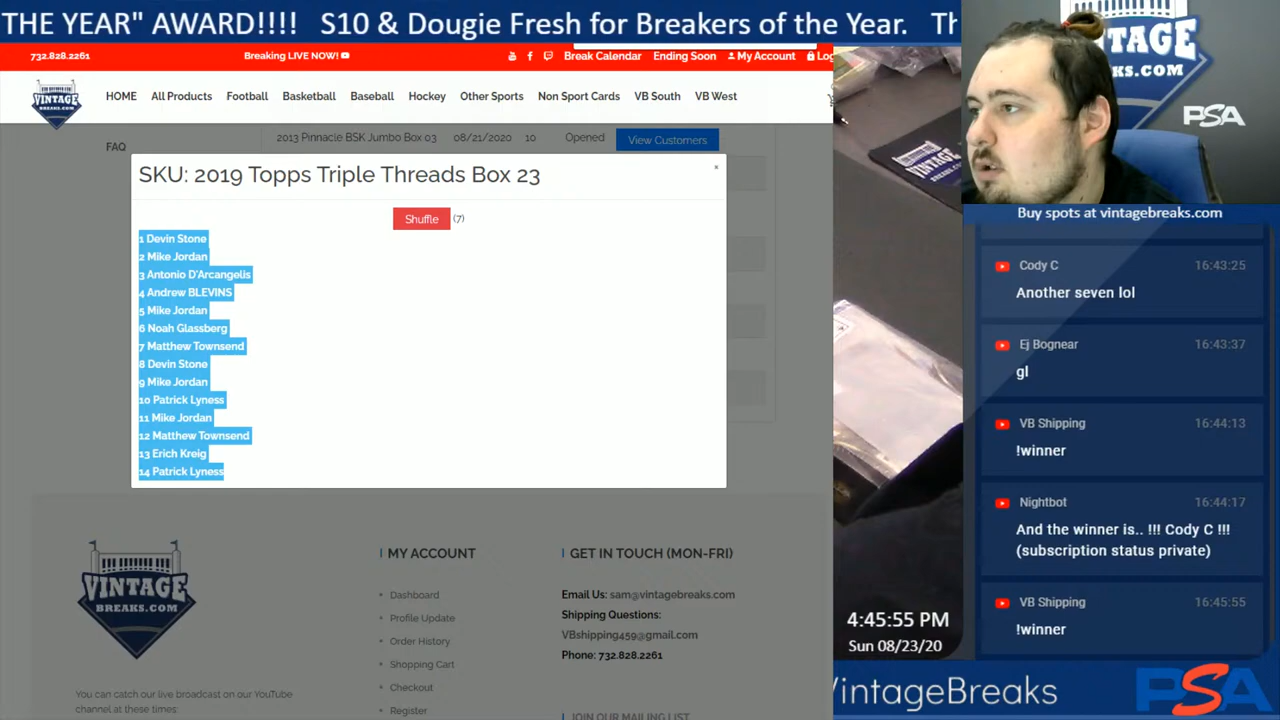 THE YEAR" AWARD!!!! S10 & Dougie Fresh for Breakers of the Year.
732.828.2261 Breaking LIVE NOW! Break Calendar Ending Soon My Account Log
VINTAGE BREAKS.COM HOME All Products Football Basketball Baseball Hockey Other Sports Non Sport Cards VB South VB West
FAQ
2013 Pinnacle BSK Jumbo Box 03 08/21/2020 10 Opened View Customers
SKU: 2019 Topps Triple Threads Box 23 ×
Shuffle (7)
1 Devin Stone
2 Mike Jordan
3 Antonio D'Arcangelis
4 Andrew BLEVINS
5 Mike Jordan
6 Noah Glassberg
7 Matthew Townsend
8 Devin Stone
9 Mike Jordan
10 Patrick Lyness
11 Mike Jordan
12 Matthew Townsend
13 Erich Kreig
14 Patrick Lyness
VINTAGE
BREAKS.COM
MY ACCOUNT
Dashboard
Profile Update
Order History
Shopping Cart
Checkout
Register
GET IN TOUCH (MON-FRI)
Email Us: sam@vintagebreaks.com
Shipping Questions:
VBshipping459@gmail.com
Phone: 732.828.2261
JOIN OUR MAILING LIST
You can catch our live broadcast on our YouTube
channel at these times:
VINTAGE
KS.COM
PSA
Buy spots at vintagebreaks.com
Cody C 16:43:25
Another seven lol
Ej Bognear 16:43:37
gl
VB Shipping 16:44:13
!winner
Nightbot 16:44:17
And the winner is.. !!! Cody C !!!
(subscription status private)
VB Shipping 16:45:55
!winner
4:45:55 PM
Sun 08/23/20
VintageBreaks
PSA